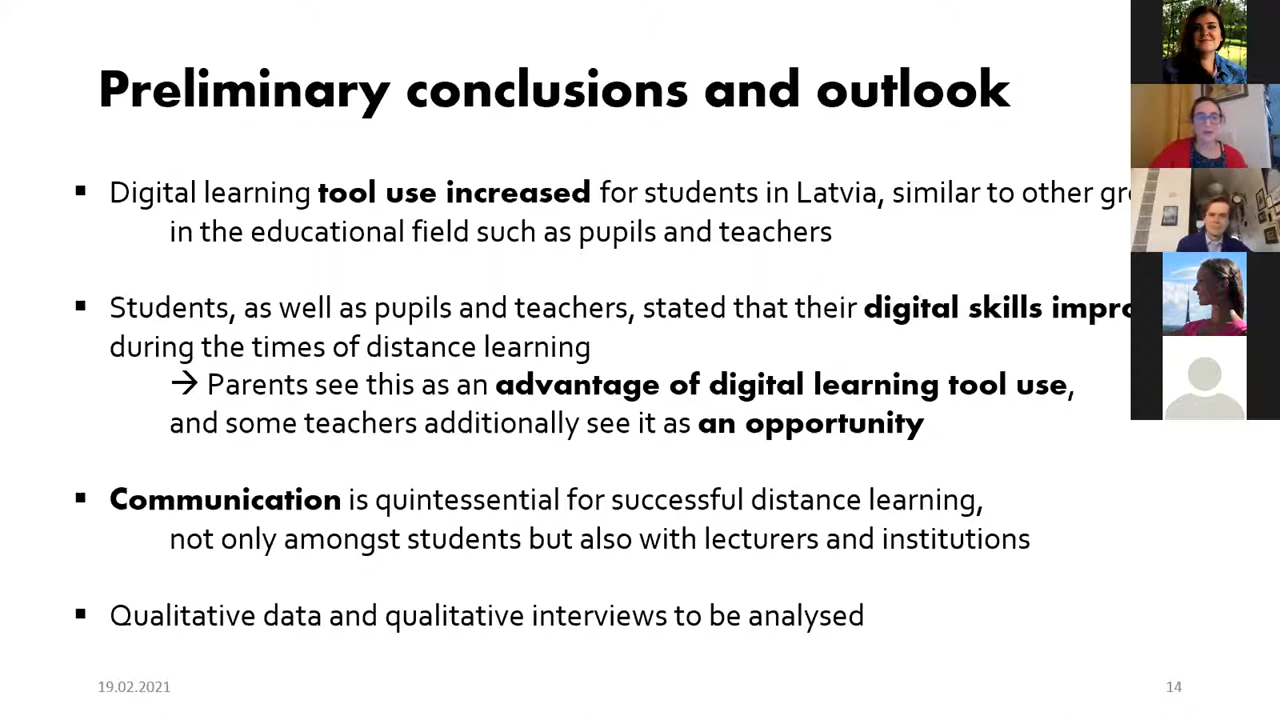 Preliminary conclusions and outlook
▪ Digital learning tool use increased for students in Latvia, similar to other
in the educational field such as pupils and teachers
▪ Students, as well as pupils and teachers, stated that their digital skills
during the times of distance learning
→ Parents see this as an advantage of digital learning tool use,
and some teachers additionally see it as an opportunity
▪ Communication is quintessential for successful distance learning,
not only amongst students but also with lecturers and institutions
▪ Qualitative data and qualitative interviews to be analysed
19.02.2021 14